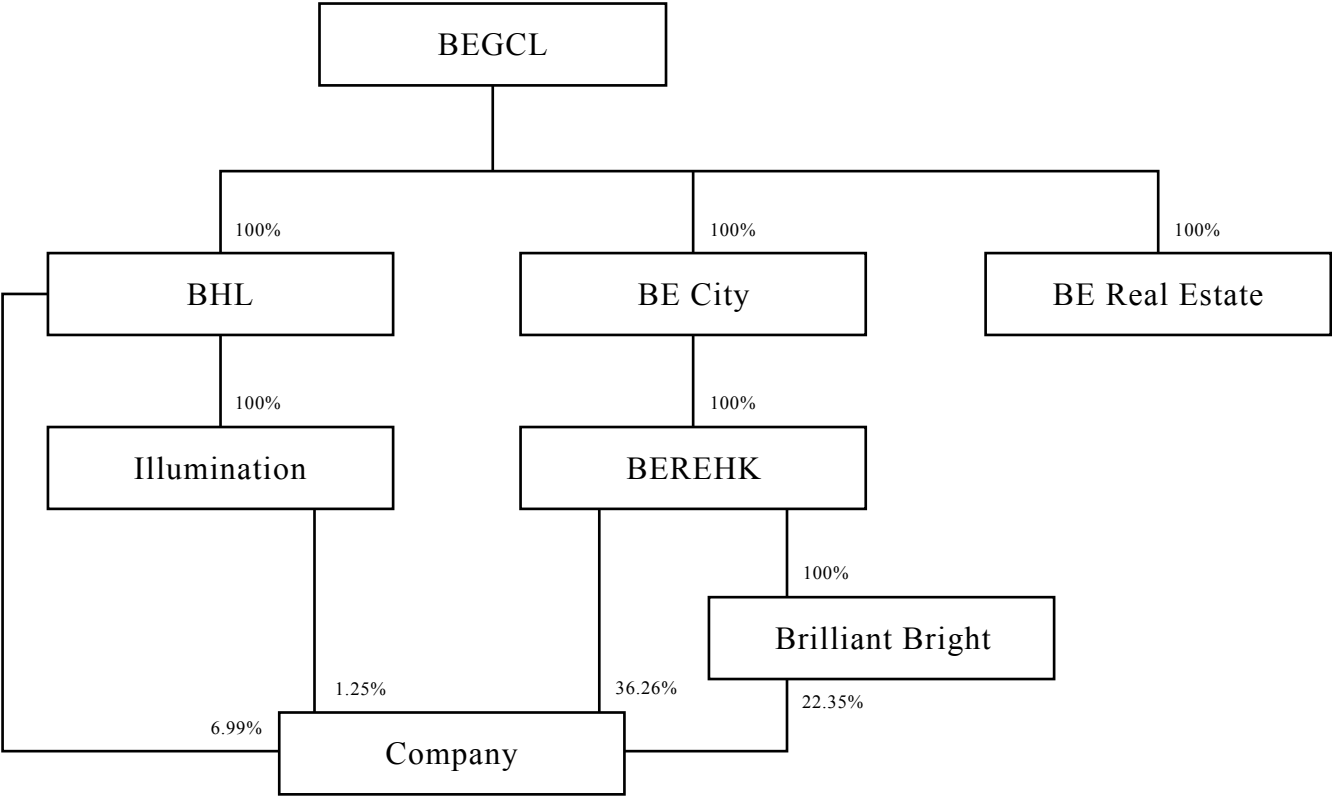 BEGCL
100%
100%
100%
BHL
BE City
BE Real Estate
100%
100%
Illumination
BEREHK
100%
Brilliant Bright
1.25%
36.26%
22.35%
6.99%
Company